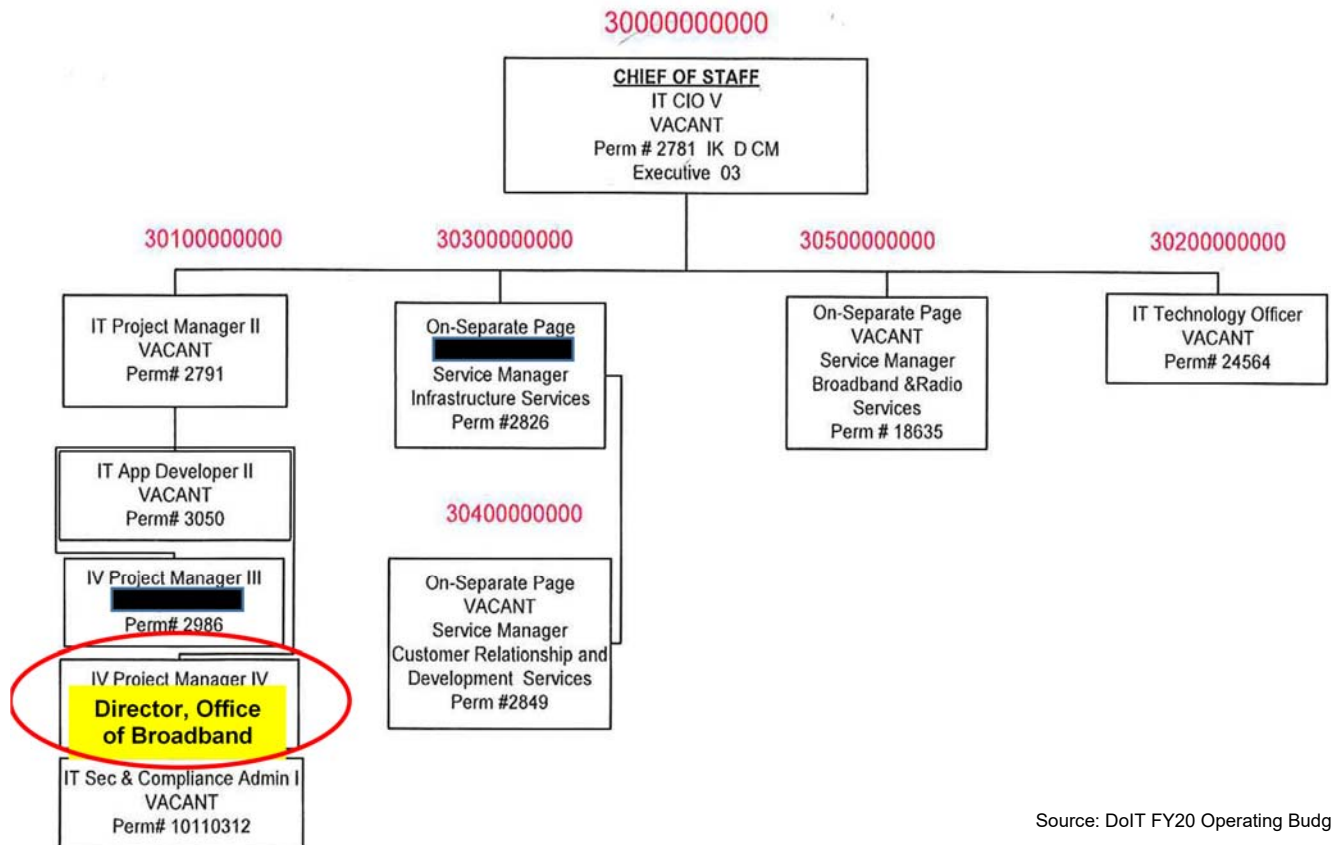 30000000000
CHIEF OF STAFF
IT CIO V
VACANT
Perm # 2781 IK D CM
Executive 03
30100000000
30300000000
30500000000
30200000000
IT Project Manager II
VACANT
Perm# 2791
On-Separate Page
Service Manager
Infrastructure Services
Perm #2826
On-Separate Page
VACANT
Service Manager
Broadband &Radio
Services
Perm # 18635
IT Technology Officer
VACANT
Perm# 24564
IT App Developer II
VACANT
Perm# 3050
IV Project Manager III
Perm# 2986
IV Project Manager IV
Director, Office
of Broadband
IT Sec & Compliance Admin I
VACANT
Perm# 10110312
30400000000
On-Separate Page
VACANT
Service Manager
Customer Relationship and
Development Services
Perm #2849
Source: DoIT FY20 Operating Budg